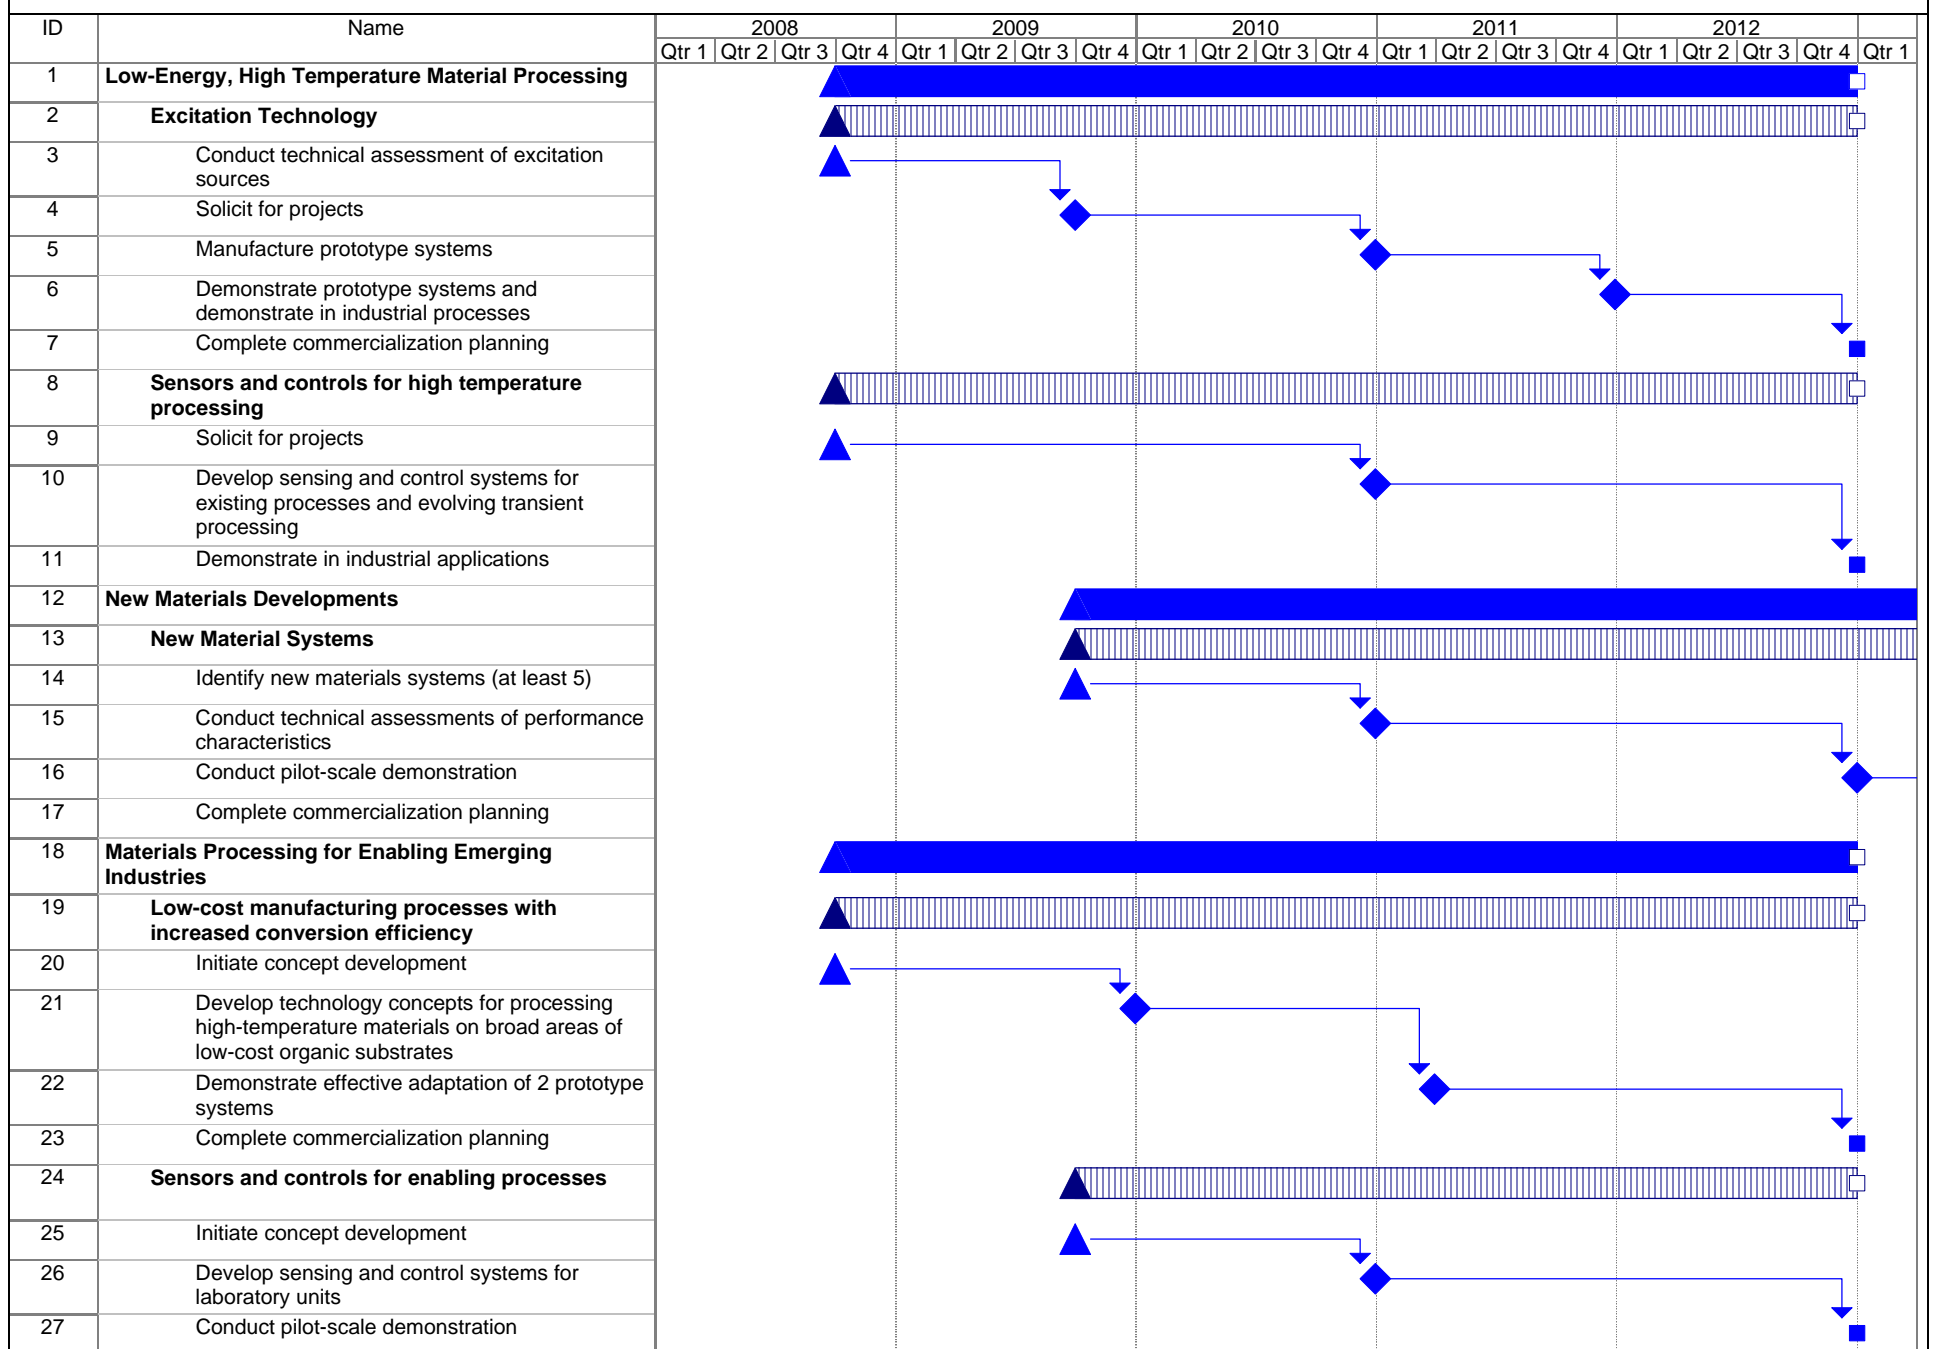 ID Name 2008 2009 2010 2011 2012
Qtr 1 Qtr 2 Qtr 3 Qtr 4 Qtr 1 Qtr 2 Qtr 3 Qtr 4 Qtr 1 Qtr 2 Qtr 3 Qtr 4 Qtr 1 Qtr 2 Qtr 3 Qtr 4 Qtr 1 Qtr 2 Qtr 3 Qtr 4 Qtr 1
1 Low-Energy, High Temperature Material Processing
2 Excitation Technology
3 Conduct technical assessment of excitation
sources
4 Solicit for projects
5 Manufacture prototype systems
6 Demonstrate prototype systems and
demonstrate in industrial processes
7 Complete commercialization planning
8 Sensors and controls for high temperature
processing
9 Solicit for projects
10 Develop sensing and control systems for
existing processes and evolving transient
processing
11 Demonstrate in industrial applications
12 New Materials Developments
13 New Material Systems
14 Identify new materials systems (at least 5)
15 Conduct technical assessments of performance
characteristics
16 Conduct pilot-scale demonstration
17 Complete commercialization planning
18 Materials Processing for Enabling Emerging
Industries
19 Low-cost manufacturing processes with
increased conversion efficiency
20 Initiate concept development
21 Develop technology concepts for processing
high-temperature materials on broad areas of
low-cost organic substrates
22 Demonstrate effective adaptation of 2 prototype
systems
23 Complete commercialization planning
24 Sensors and controls for enabling processes
25 Initiate concept development
26 Develop sensing and control systems for
laboratory units
27 Conduct pilot-scale demonstration